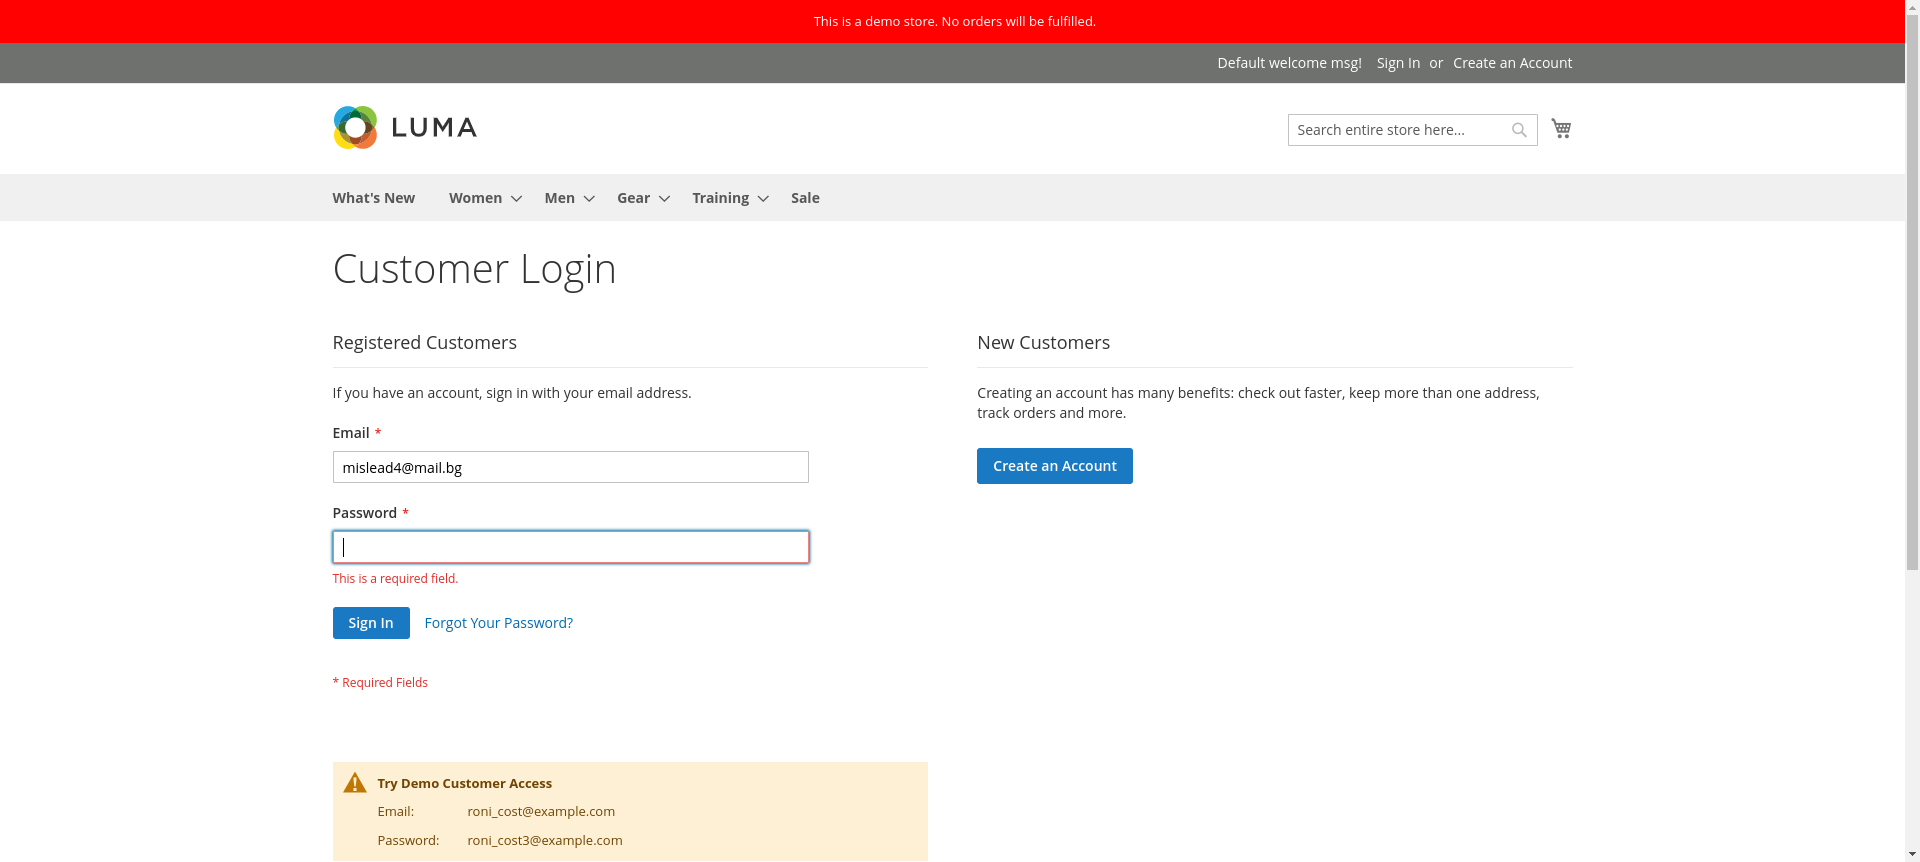 This is a demo store. No orders will be fulfilled.
Default welcome msg! Sign In or Create an Account
LUMA
Search entire store here...
What's New Women Men Gear Training Sale
Customer Login
Registered Customers
If you have an account, sign in with your email address.
Email *
mislead4@mail.bg
Password *
This is a required field.
Sign In Forgot Your Password?
* Required Fields
New Customers
Creating an account has many benefits: check out faster, keep more than one address,
track orders and more.
Create an Account
Try Demo Customer Access
Email: roni_cost@example.com
Password: roni_cost3@example.com